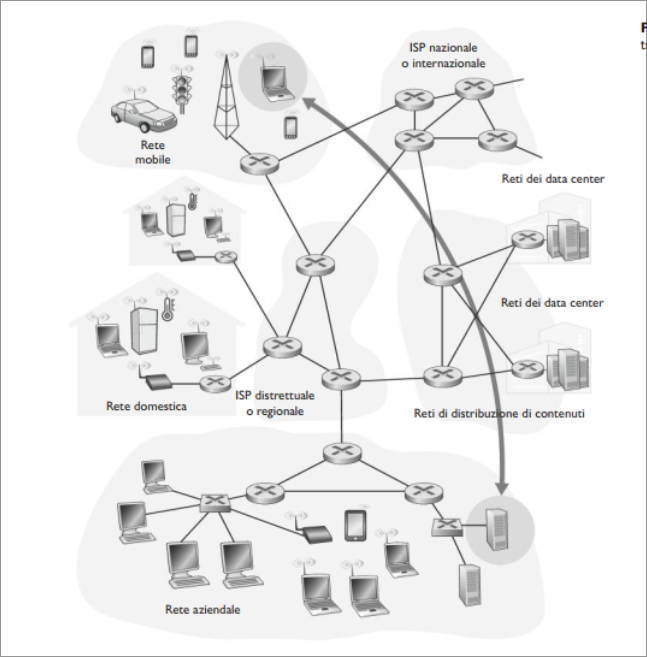 F
t
ISP nazionale
o internazionale
Rete
mobile
Reti dei data center
Reti dei data center
Rete domestica
ISP distrettuale
o regionale
Reti di distribuzione di contenuti
Rete aziendale